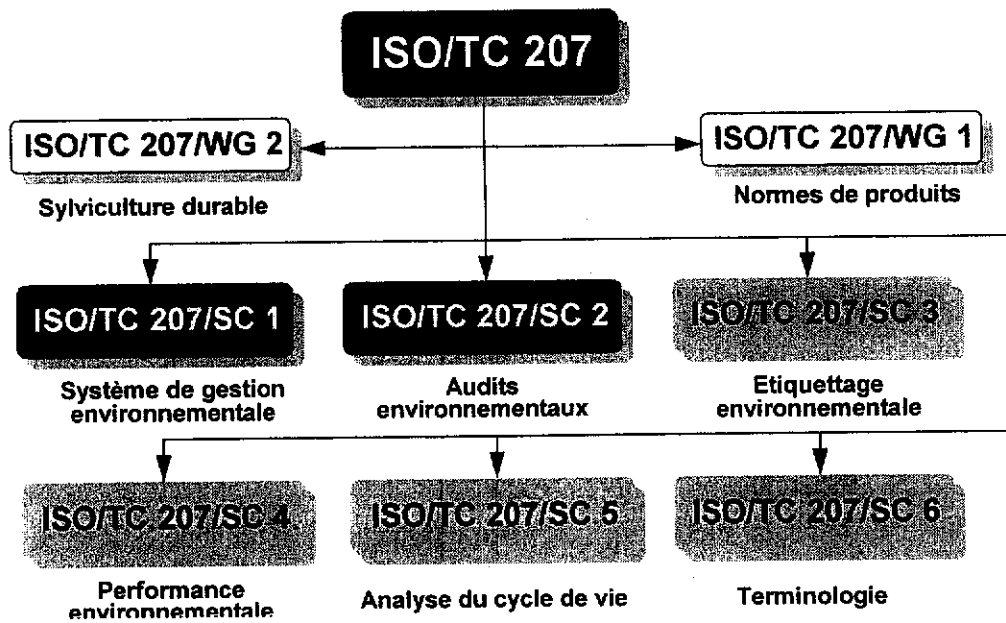 ISO/TC 207
ISO/TC 207/WG 2
ISO/TC 207/WG 1
Sylviculture durable
Normes de produits
ISO/TC 207/SC 1
ISO/TC 207/SC 2
ISO/TC 207/SC 3
Système de gestion
environnementale
Audits
environnementaux
Etiquettage
environnementale
ISO/TC 207/SC 4
ISO/TC 207/SC 5
ISO/TC 207/SC 6
Performance
environnementale
Analyse du cycle de vie
Terminologie